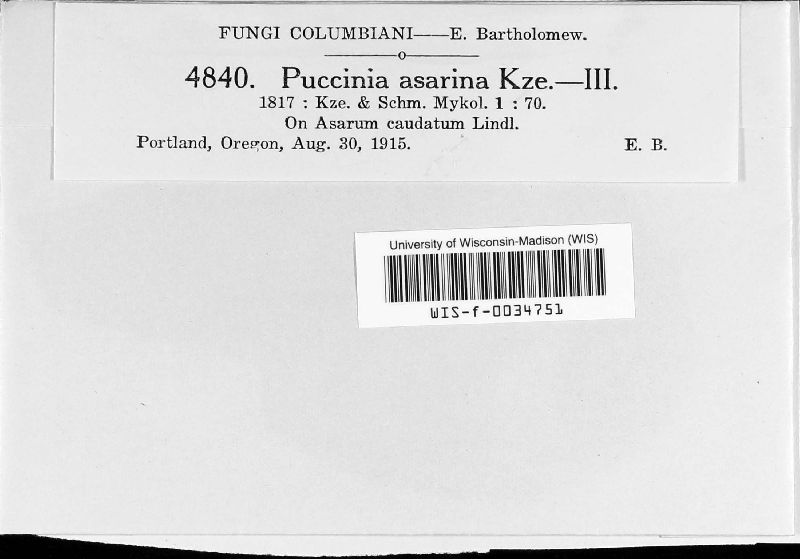 FUNGI COLUMBIANI——E. Bartholomew.
4840. Puccinia asarina Kze.—III.
1817 : Kze. & Schm. Mykol. 1 : 70.
On Asarum caudatum Lindl.
Portland, Oregon, Aug. 30, 1915. E. B.
University of Wisconsin-Madison (WIS)
WIS-f-0034751